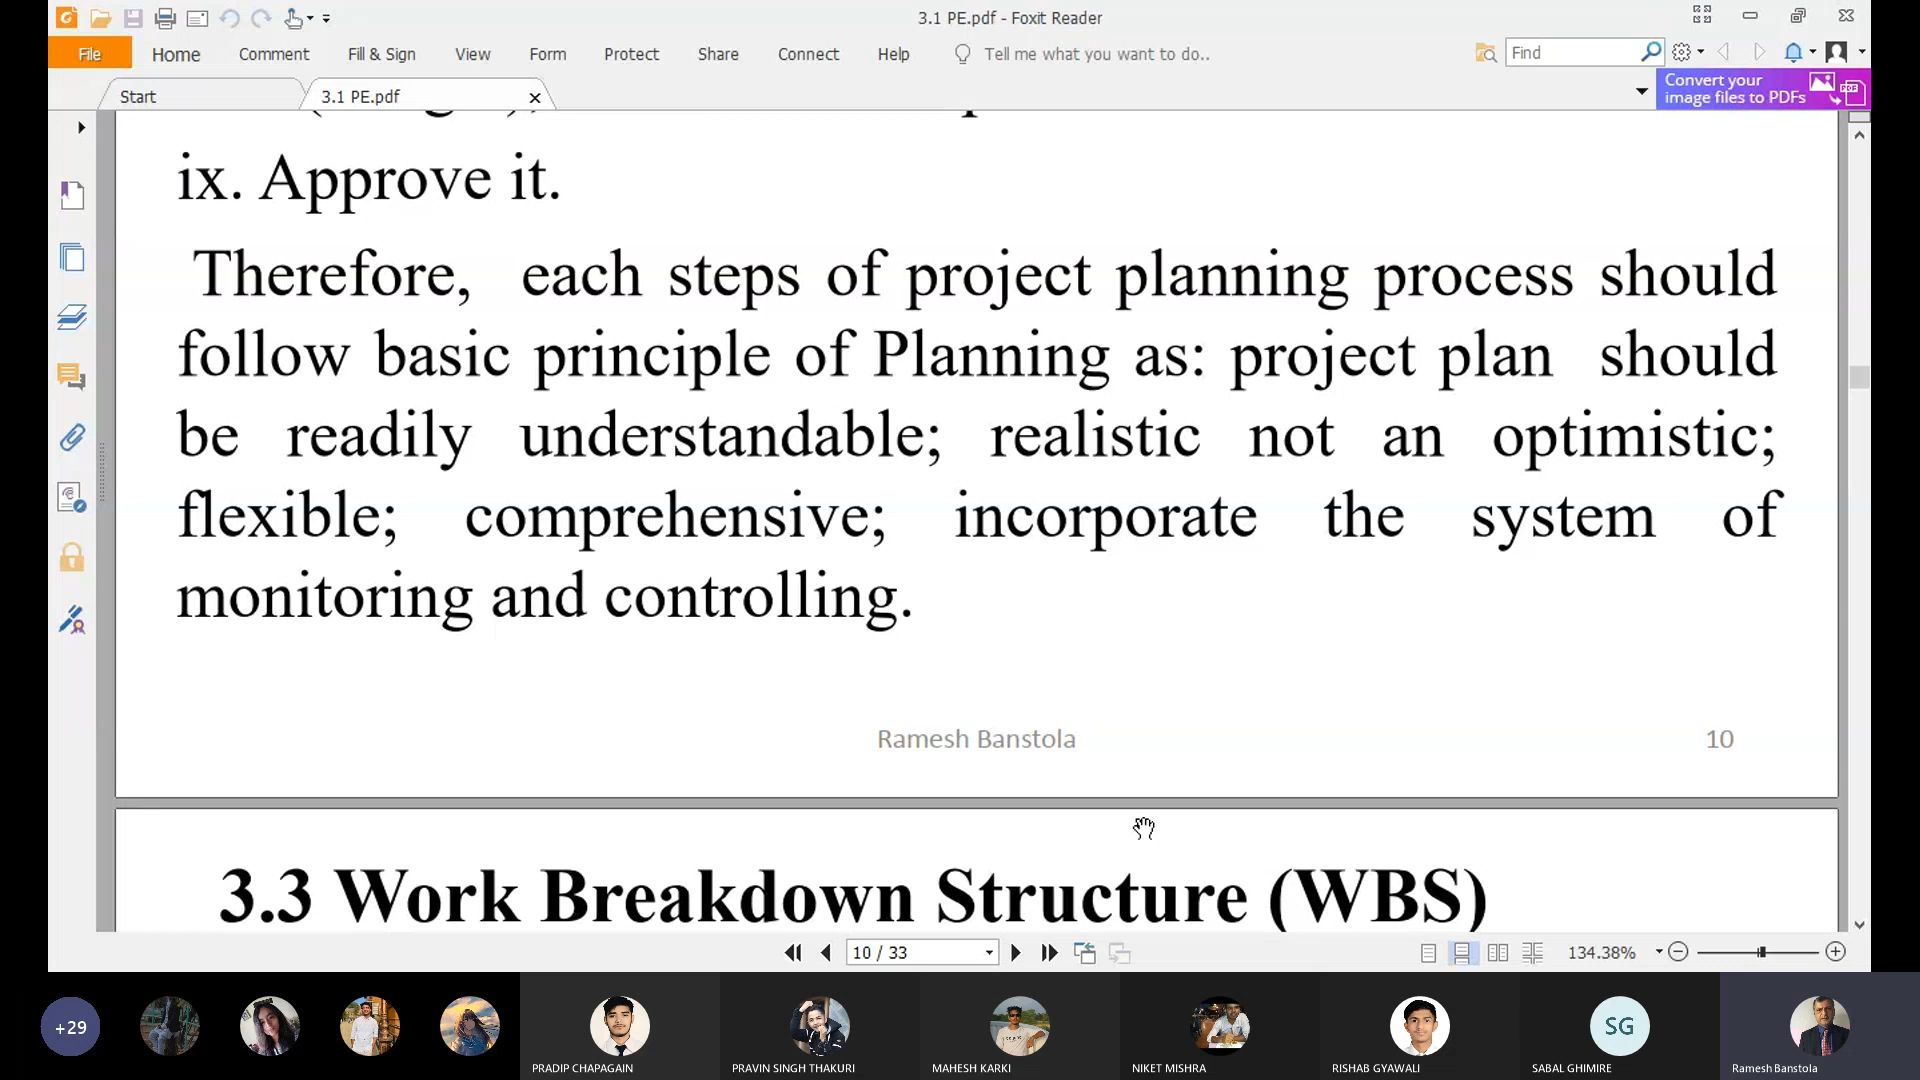 3.1 PE.pdf - Foxit Reader
File Home Comment Fill & Sign View Form Protect Share Connect Help Tell me what you want to do.. Find
Start 3.1 PE.pdf
Convert your
image files to PDFs
ix. Approve it.
Therefore, each steps of project planning process should
follow basic principle of Planning as: project plan should
be readily understandable; realistic not an optimistic;
flexible; comprehensive; incorporate the system of
monitoring and controlling.
Ramesh Banstola 10
3.3 Work Breakdown Structure (WBS)
10 / 33 134.38%
+29 SG
PRADIP CHAPAGAIN PRAVIN SINGH THAKURI MAHESH KARKI NIKET MISHRA RISHAB GYAWALI SABAL GHIMIRE Ramesh Banstola